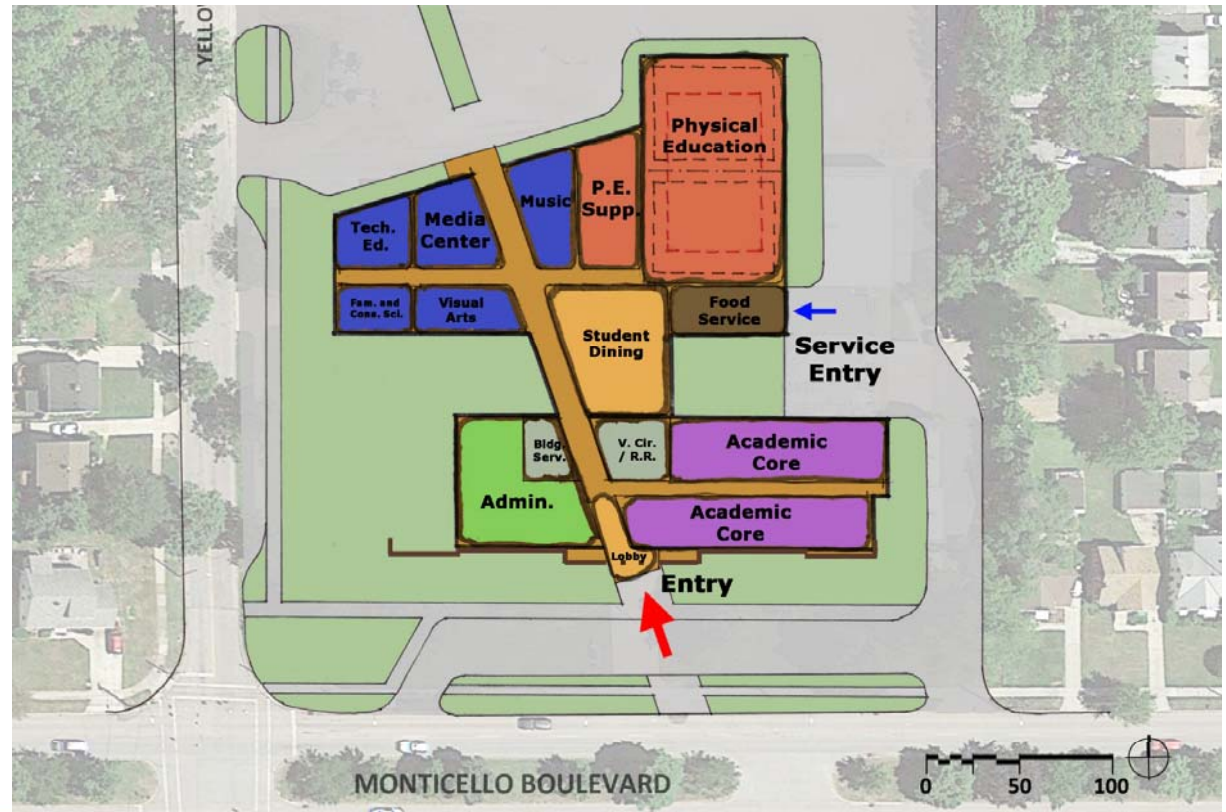 YELLO
Physical
Education
Music
P.E.
Supp.
Tech.
Ed.
Media
Center
Fam. and
Cons. Sci.
Visual
Arts
Student
Dining
Food
Service
Service
Entry
Bldg.
Serv.
V. Cir.
/ R.R.
Academic
Core
Admin.
Academic
Core
Lobby
Entry
MONTICELLO BOULEVARD
0 50 100